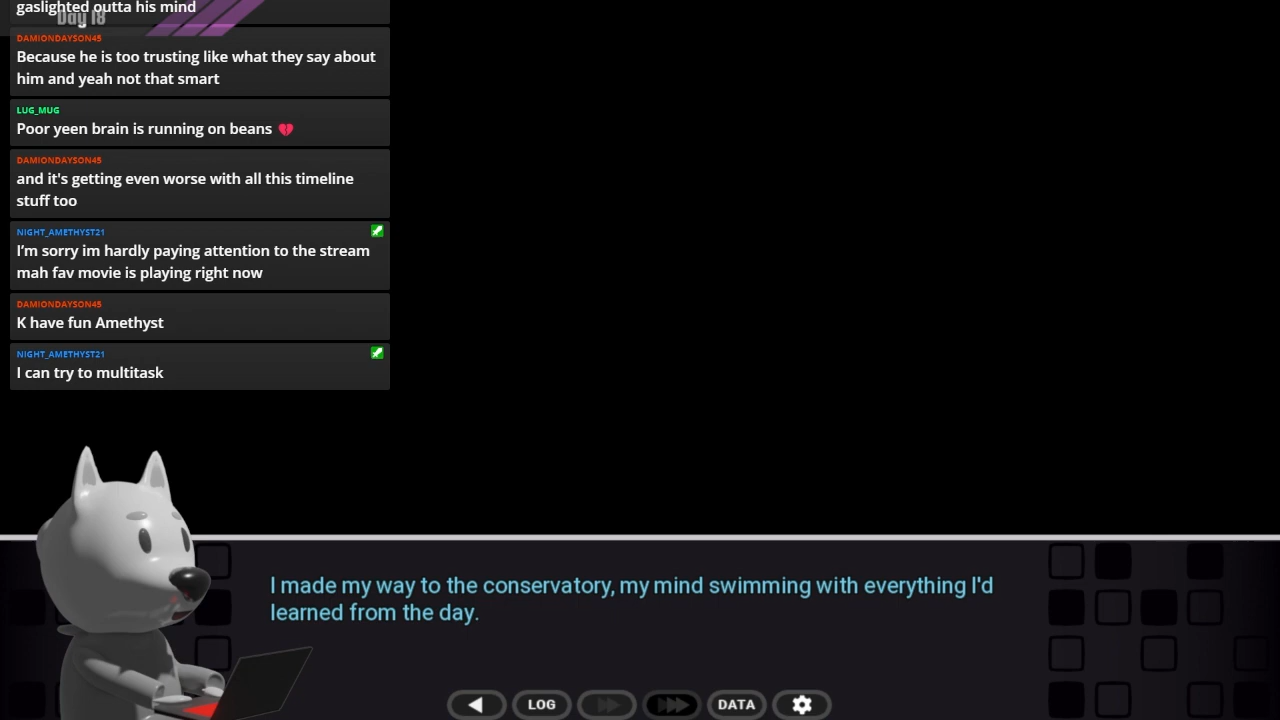 Day 18
gaslighted outta his mind
DAMIONDAYSON45
Because he is too trusting like what they say about
him and yeah not that smart
LUG_MUG
Poor yeen brain is running on beans 💔
DAMIONDAYSON45
and it's getting even worse with all this timeline
stuff too
NIGHT_AMETHYST21
I’m sorry im hardly paying attention to the stream
mah fav movie is playing right now
DAMIONDAYSON45
K have fun Amethyst
NIGHT_AMETHYST21
I can try to multitask
I made my way to the conservatory, my mind swimming with everything I'd
learned from the day.
LOG
DATA